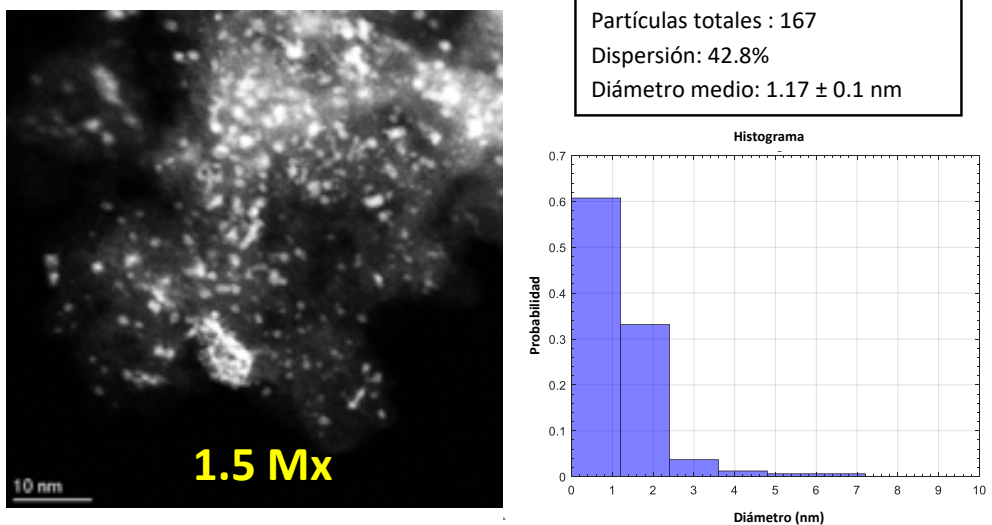 Partículas totales : 167
Dispersión: 42.8%
Diámetro medio: 1.17 ± 0.1 nm
1.5 Mx
10 nm
Histograma
Probabilidad
0.7
0.6
0.5
0.4
0.3
0.2
0.1
0
0 1 2 3 4 5 6 7 8 9 10
Diámetro (nm)